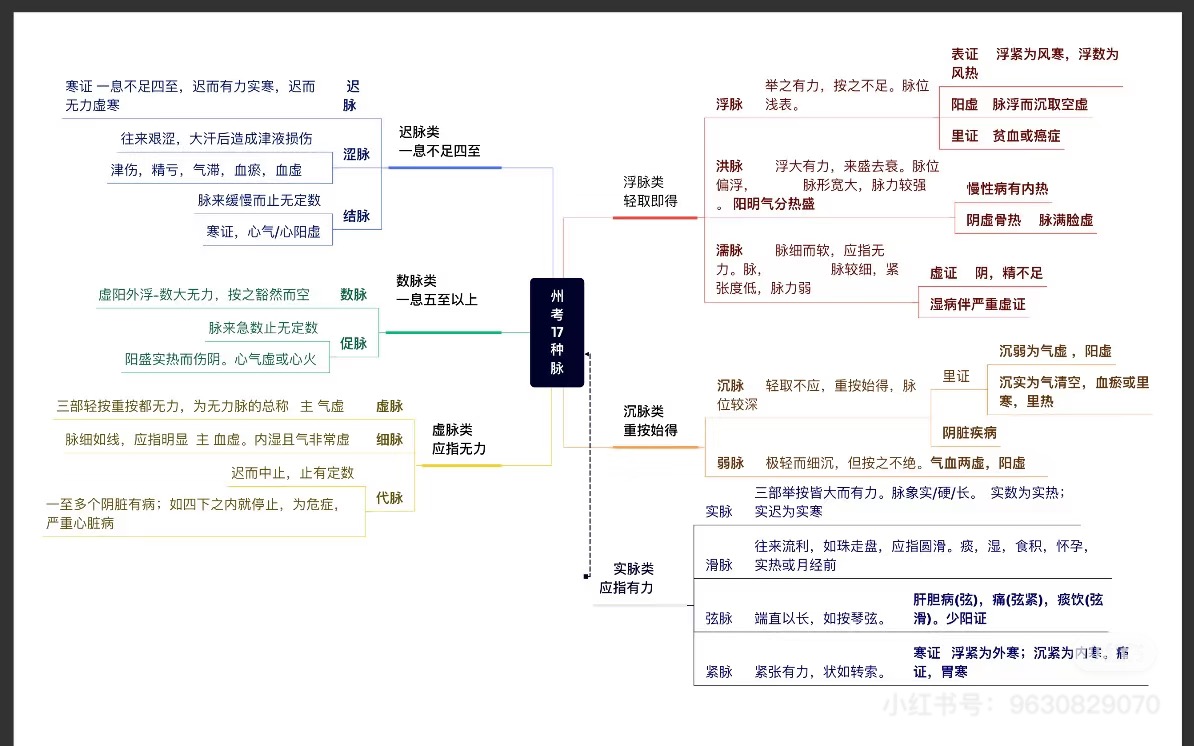 州考17种脉
迟脉类
一息不足四至
迟脉
寒证 一息不足四至，迟而有力实寒，迟而
无力虚寒
涩脉
往来艰涩，大汗后造成津液损伤
津伤，精亏，气滞，血瘀，血虚
结脉
脉来缓慢而止无定数
寒证，心气/心阳虚
数脉类
一息五至以上
数脉
虚阳外浮-数大无力，按之豁然而空
促脉
脉来急数止无定数
阳盛实热而伤阴。心气虚或心火
虚脉类
应指无力
虚脉
三部轻按重按都无力，为无力脉的总称 主 气虚
细脉
脉细如线，应指明显 主 血虚。内湿且气非常虚
代脉
迟而中止，止有定数
一至多个阴脏有病；如四下之内就停止，为危症，
严重心脏病
浮脉类
轻取即得
浮脉
举之有力，按之不足。脉位
浅表。
表证 浮紧为风寒，浮数为
风热
阳虚 脉浮而沉取空虚
里证 贫血或癌症
洪脉 浮大有力，来盛去衰。脉位
偏浮， 脉形宽大，脉力较强
。阳明气分热盛
慢性病有内热
阴虚骨热 脉满脸虚
濡脉 脉细而软，应指无
力。脉， 脉较细，紧
张度低，脉力弱
虚证 阴，精不足
湿病伴严重虚证
沉脉类
重按始得
沉脉 轻取不应，重按始得，脉
位较深
里证
沉弱为气虚 ，阳虚
沉实为气清空，血瘀或里
寒，里热
阴脏疾病
弱脉 极轻而细沉，但按之不绝。气血两虚，阳虚
实脉类
应指有力
实脉
三部举按皆大而有力。脉象实/硬/长。 实数为实热；
实迟为实寒
滑脉
往来流利，如珠走盘，应指圆滑。痰，湿，食积，怀孕，
实热或月经前
弦脉 端直以长，如按琴弦。
肝胆病(弦)，痛(弦紧)，痰饮(弦
滑)。少阳证
紧脉 紧张有力，状如转索。
寒证 浮紧为外寒；沉紧为内寒。痛
证，胃寒
小红书号：9630829070